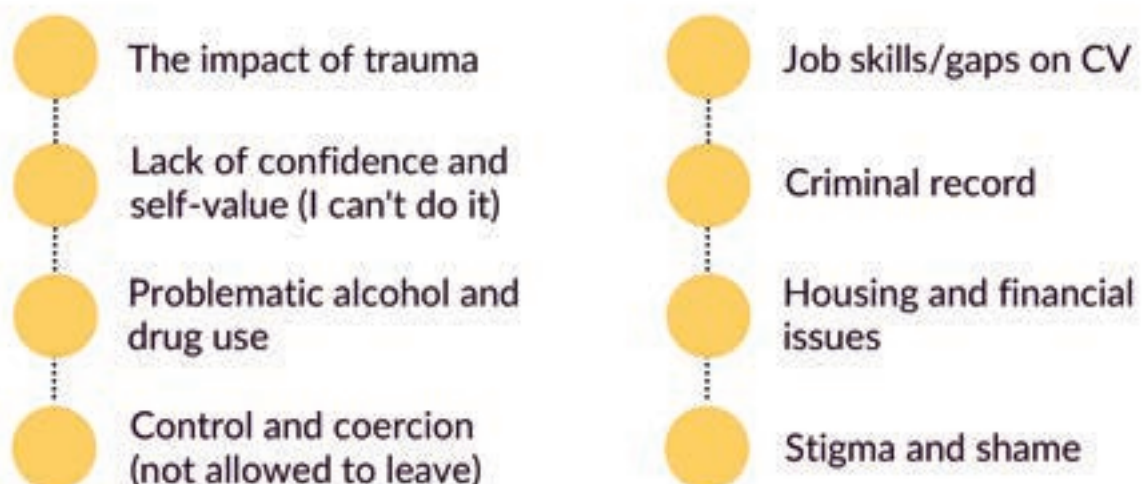 The impact of trauma
Lack of confidence and
self-value (I can't do it)
Problematic alcohol and
drug use
Control and coercion
(not allowed to leave)
Job skills/gaps on CV
Criminal record
Housing and financial
issues
Stigma and shame